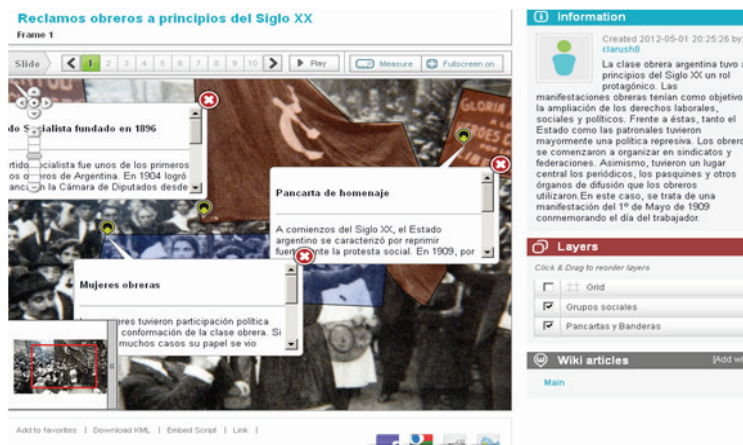 Reclamos obreros a principios del Siglo XX
Frame 1
Slide
1 2 3 4 5 6 7 8 9 10
Play
Measure
Fullscreen on
GLORIA
do Socialista fundado en 1896
rtido socialista fue uno de los primeros
de Argentina. En 1904 logró
en la Cámara de Diputados desde
Pancarta de homenaje
A comienzos del Siglo XX, el Estado
argentino se caracterizó por reprimir
la protesta social. En 1909, por
Mujeres obreras
tuvieron participación política
conformación de la clase obrera. Si
muchos casos su papel se vio
Add to favorites | Download KML | Embed Script | Link |
Information
Created 2012-05-01 20:25:26 by:
clarush8
La clase obrera argentina tuvo a
principios del Siglo XX un rol
protagónico. Las
manifestaciones obreras tenían como objetivo
la ampliación de los derechos laborales,
sociales y políticos. Frente a éstas, tanto el
Estado como las patronales tuvieron
mayormente una política represiva. Los obrero
se comenzaron a organizar en sindicatos y
federaciones. Asimismo, tuvieron un lugar
central los periódicos, los pasquines y otros
órganos de difusión que los obreros
utilizaron.En este caso, se trata de una
manifestación del 1º de Mayo de 1909
conmemorando el día del trabajador.
Layers
Click & Drag to reorder layers
Grid
Grupos sociales
Pancartas y Banderas
Wiki articles
[Add wi
Main